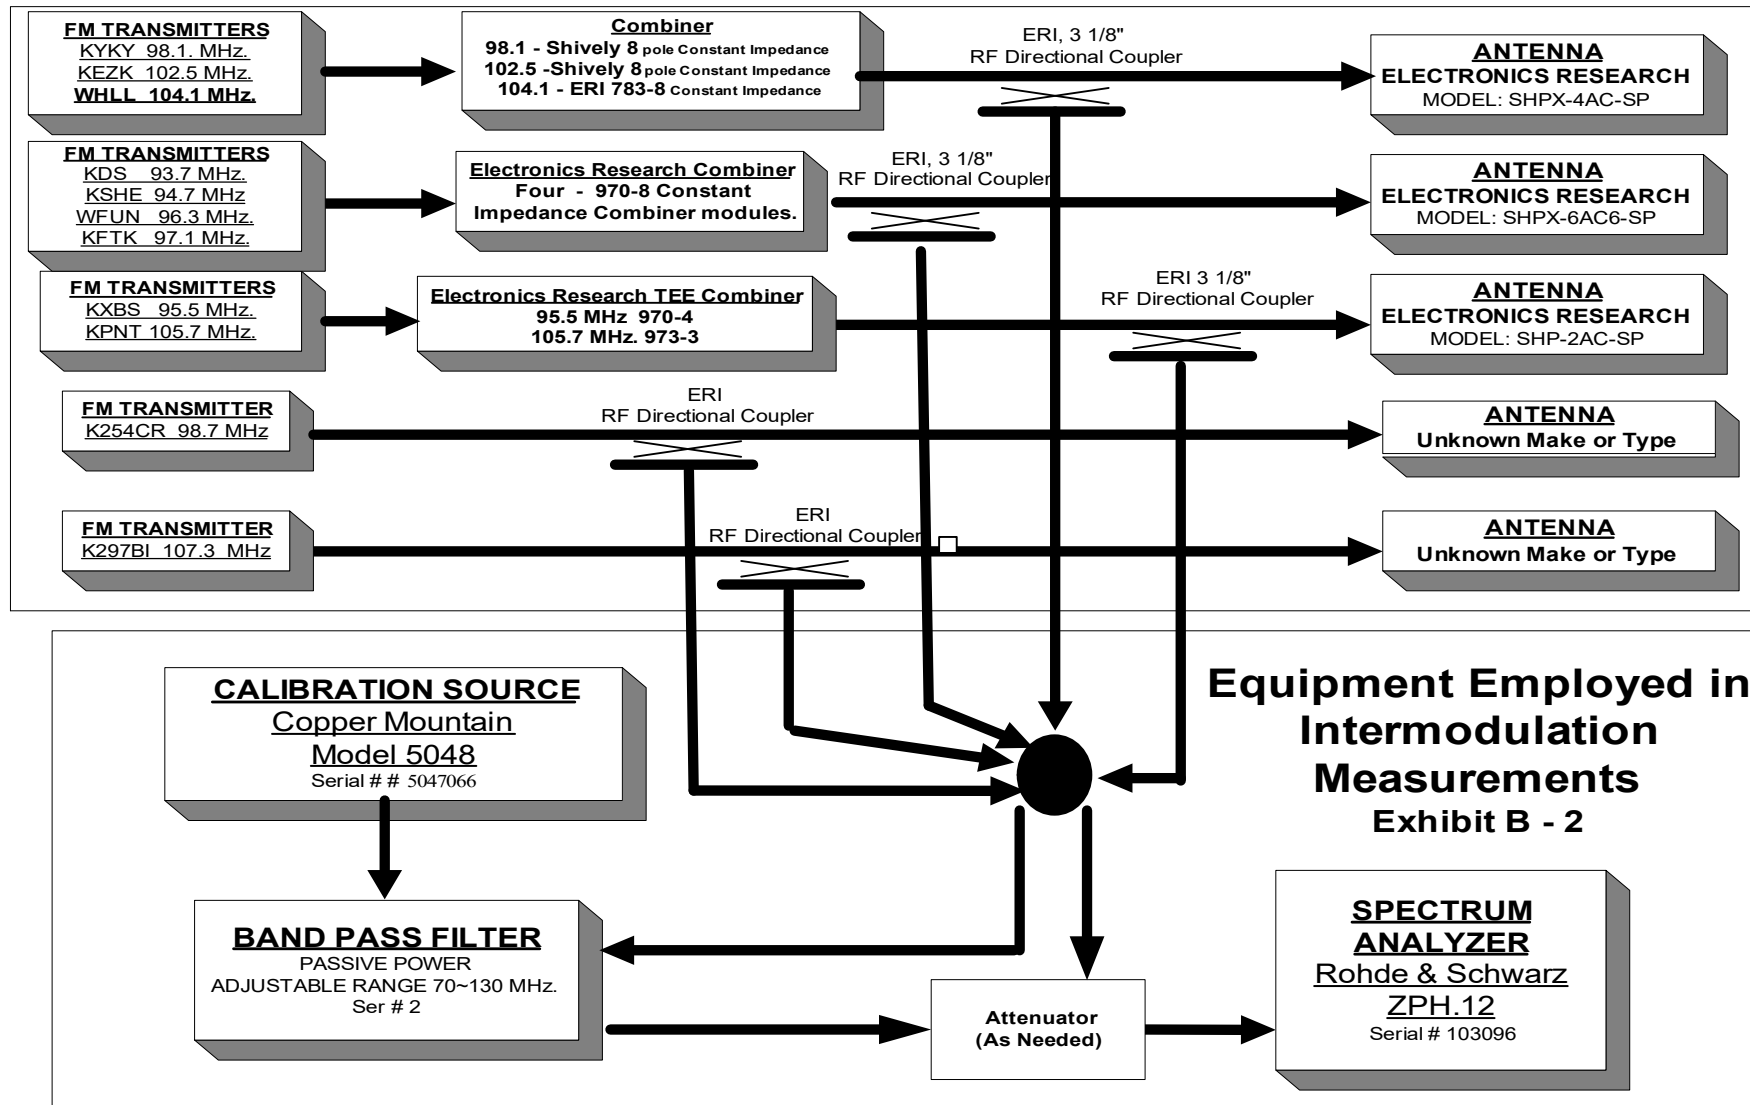 FM TRANSMITTERS
KYKY 98.1. MHz.
KEZK 102.5 MHz.
WHLL 104.1 MHz.
Combiner
98.1 - Shively 8 pole Constant Impedance
102.5 -Shively 8 pole Constant Impedance
104.1 - ERI 783-8 Constant Impedance
ERI, 3 1/8"
RF Directional Coupler
ANTENNA
ELECTRONICS RESEARCH
MODEL: SHPX-4AC-SP
FM TRANSMITTERS
KDS 93.7 MHz.
KSHE 94.7 MHz
WFUN 96.3 MHz.
KFTK 97.1 MHz.
Electronics Research Combiner
Four - 970-8 Constant
Impedance Combiner modules.
ERI, 3 1/8"
RF Directional Coupler
ANTENNA
ELECTRONICS RESEARCH
MODEL: SHPX-6AC6-SP
FM TRANSMITTERS
KXBS 95.5 MHz.
KPNT 105.7 MHz.
Electronics Research TEE Combiner
95.5 MHz 970-4
105.7 MHz. 973-3
ERI 3 1/8"
RF Directional Coupler
ANTENNA
ELECTRONICS RESEARCH
MODEL: SHP-2AC-SP
FM TRANSMITTER
K254CR 98.7 MHz
ERI
RF Directional Coupler
ANTENNA
Unknown Make or Type
FM TRANSMITTER
K297BI 107.3 MHz
ERI
RF Directional Coupler
ANTENNA
Unknown Make or Type
CALIBRATION SOURCE
Copper Mountain
Model 5048
Serial # # 5047066
Equipment Employed in
Intermodulation
Measurements
Exhibit B - 2
BAND PASS FILTER
PASSIVE POWER
ADJUSTABLE RANGE 70~130 MHz.
Ser # 2
Attenuator
(As Needed)
SPECTRUM
ANALYZER
Rohde & Schwarz
ZPH.12
Serial # 103096